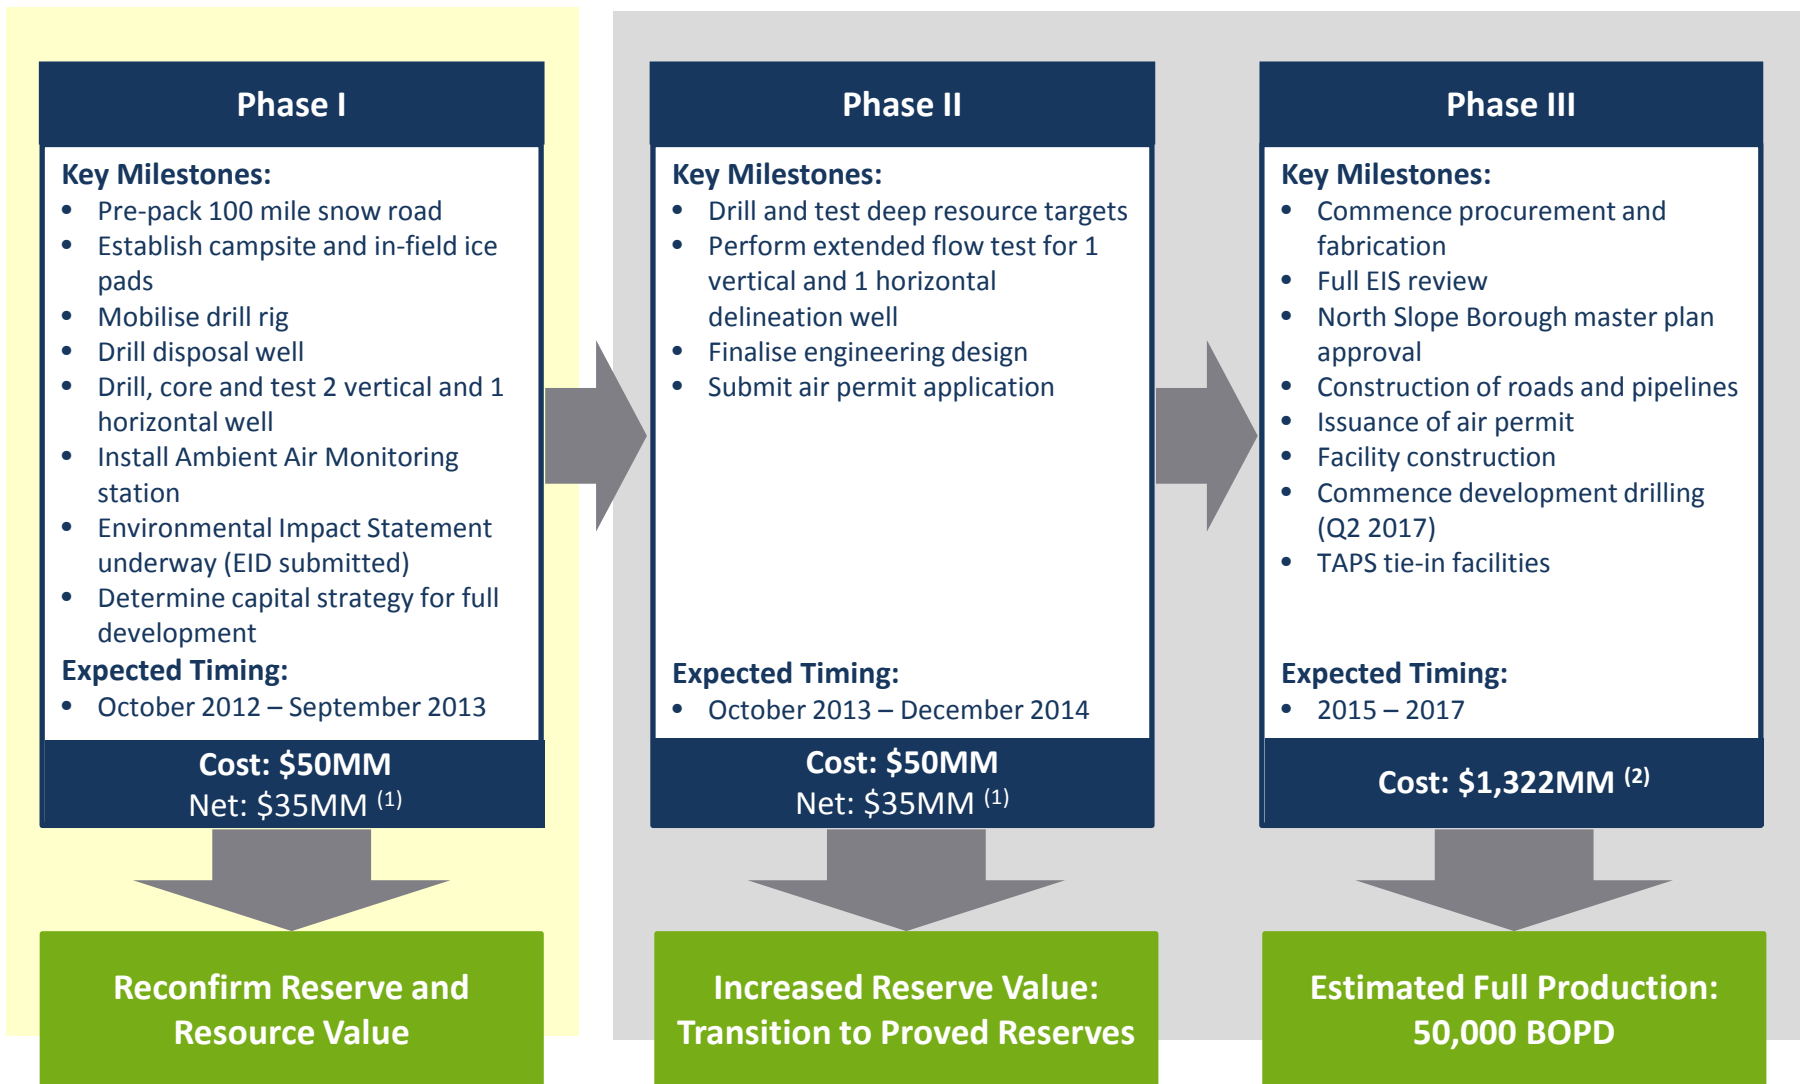 Phase I
Key Milestones:
• Pre-pack 100 mile snow road
• Establish campsite and in-field ice
pads
• Mobilise drill rig
• Drill disposal well
• Drill, core and test 2 vertical and 1
horizontal well
• Install Ambient Air Monitoring
station
• Environmental Impact Statement
underway (EID submitted)
• Determine capital strategy for full
development
Expected Timing:
• October 2012 – September 2013
Cost: $50MM
Net: $35MM (1)
Reconfirm Reserve and
Resource Value
Phase II
Key Milestones:
• Drill and test deep resource targets
• Perform extended flow test for 1
vertical and 1 horizontal
delineation well
• Finalise engineering design
• Submit air permit application
Expected Timing:
• October 2013 – December 2014
Cost: $50MM
Net: $35MM (1)
Increased Reserve Value:
Transition to Proved Reserves
Phase III
Key Milestones:
• Commence procurement and
fabrication
• Full EIS review
• North Slope Borough master plan
approval
• Construction of roads and pipelines
• Issuance of air permit
• Facility construction
• Commence development drilling
(Q2 2017)
• TAPS tie-in facilities
Expected Timing:
• 2015 – 2017
Cost: $1,322MM (2)
Estimated Full Production:
50,000 BOPD